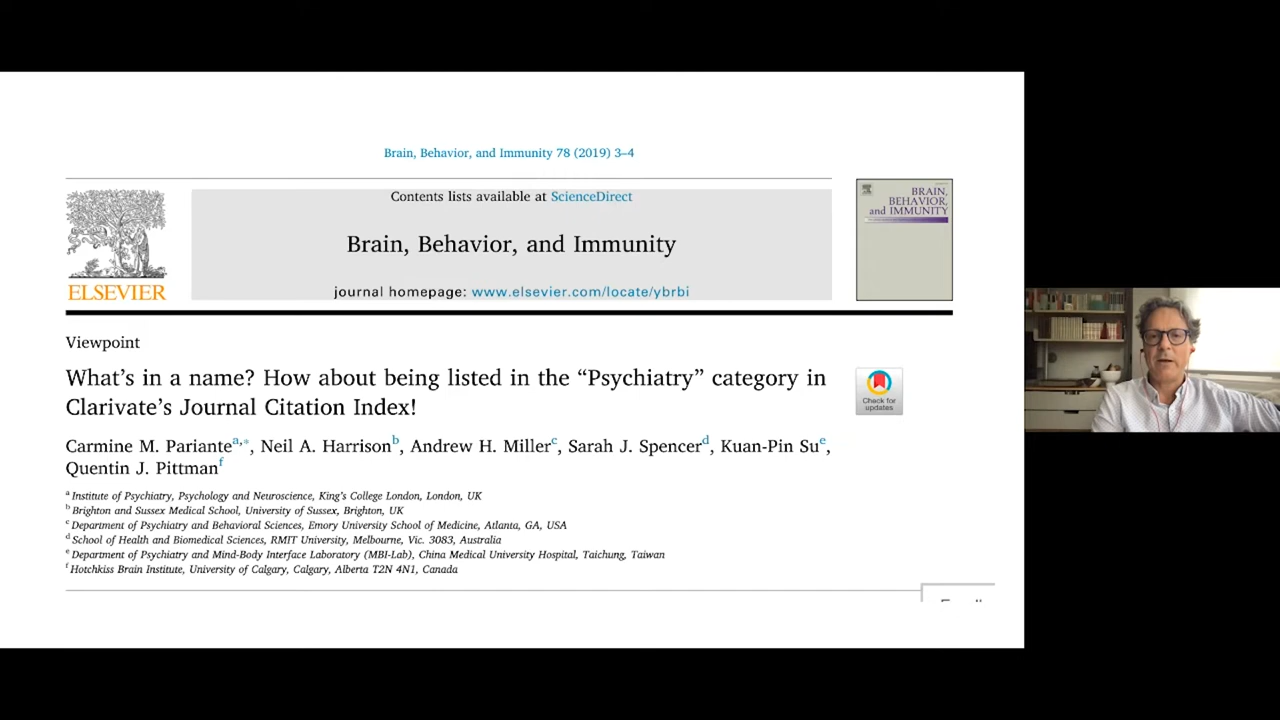 Brain, Behavior, and Immunity 78 (2019) 3–4
Contents lists available at ScienceDirect
Brain, Behavior, and Immunity
journal homepage: www.elsevier.com/locate/ybrbi
ELSEVIER
BRAIN,
BEHAVIOR,
and IMMUNITY
Viewpoint
What's in a name? How about being listed in the “Psychiatry” category in
Clarivate's Journal Citation Index!
Check for
updates
Carmine M. Pariante a,*, Neil A. Harrison b, Andrew H. Miller c, Sarah J. Spencer d, Kuan-Pin Su e,
Quentin J. Pittman f
a Institute of Psychiatry, Psychology and Neuroscience, King's College London, London, UK
b Brighton and Sussex Medical School, University of Sussex, Brighton, UK
c Department of Psychiatry and Behavioral Sciences, Emory University School of Medicine, Atlanta, GA, USA
d School of Health and Biomedical Sciences, RMIT University, Melbourne, Vic. 3083, Australia
e Department of Psychiatry and Mind-Body Interface Laboratory (MBI-Lab), China Medical University Hospital, Taichung, Taiwan
f Hotchkiss Brain Institute, University of Calgary, Calgary, Alberta T2N 4N1, Canada